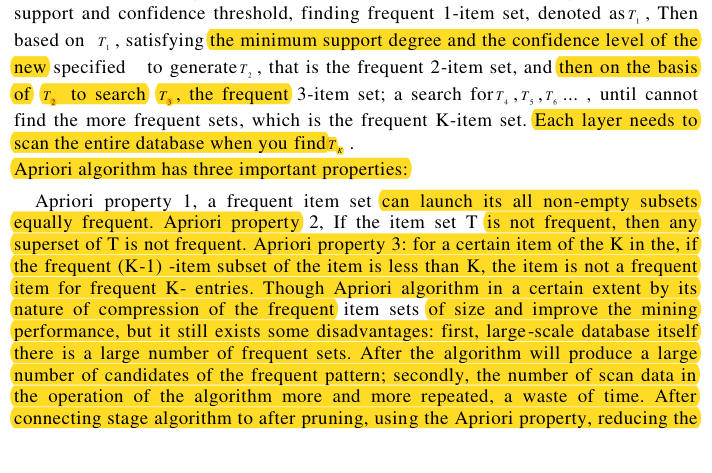 support and confidence threshold, finding frequent 1-item set, denoted as T₁ , Then
based on T₁ , satisfying the minimum support degree and the confidence level of the
new specified to generate T₂ , that is the frequent 2-item set, and then on the basis
of T₂ to search T₃ , the frequent 3-item set; a search for T₄ , T₅ , T₆ ... , until cannot
find the more frequent sets, which is the frequent K-item set. Each layer needs to
scan the entire database when you find Tₖ .
Apriori algorithm has three important properties:
Apriori property 1, a frequent item set can launch its all non-empty subsets
equally frequent. Apriori property 2, If the item set T is not frequent, then any
superset of T is not frequent. Apriori property 3: for a certain item of the K in the, if
the frequent (K-1) -item subset of the item is less than K, the item is not a frequent
item for frequent K- entries. Though Apriori algorithm in a certain extent by its
nature of compression of the frequent item sets of size and improve the mining
performance, but it still exists some disadvantages: first, large-scale database itself
there is a large number of frequent sets. After the algorithm will produce a large
number of candidates of the frequent pattern; secondly, the number of scan data in
the operation of the algorithm more and more repeated, a waste of time. After
connecting stage algorithm to after pruning, using the Apriori property, reducing the